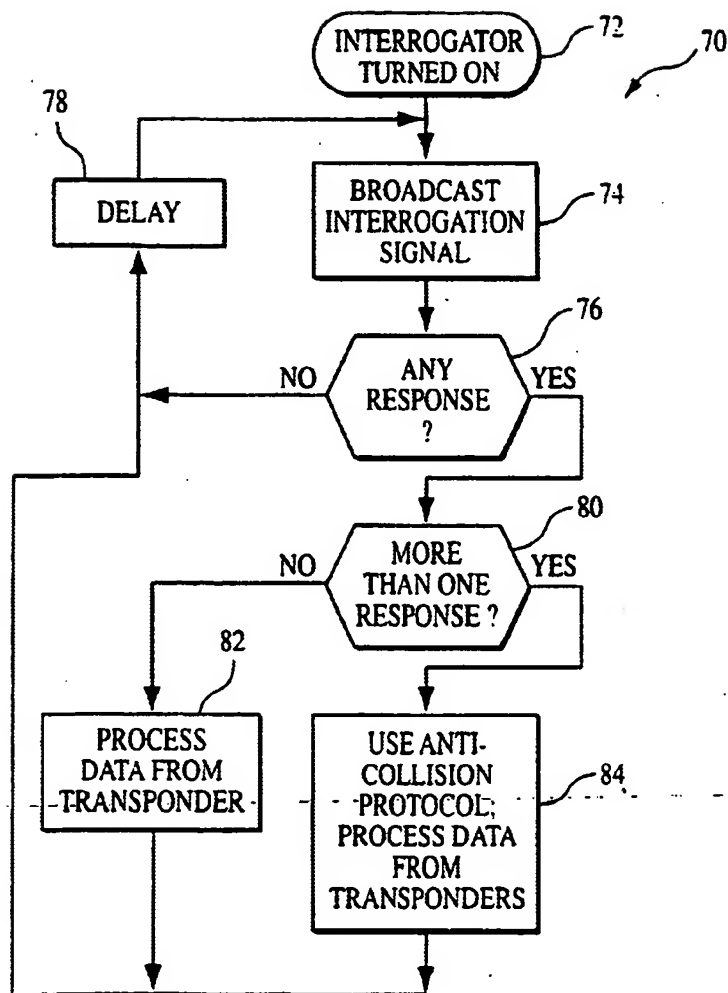 INTERROGATOR
TURNED ON
72
70
78
DELAY
BROADCAST
INTERROGATION
SIGNAL
74
76
NO
ANY
RESPONSE
?
YES
80
NO
MORE
THAN ONE
RESPONSE ?
YES
82
PROCESS
DATA FROM
TRANSPONDER
USE ANTI-
COLLISION
PROTOCOL;
PROCESS DATA
FROM
TRANSPONDERS
84